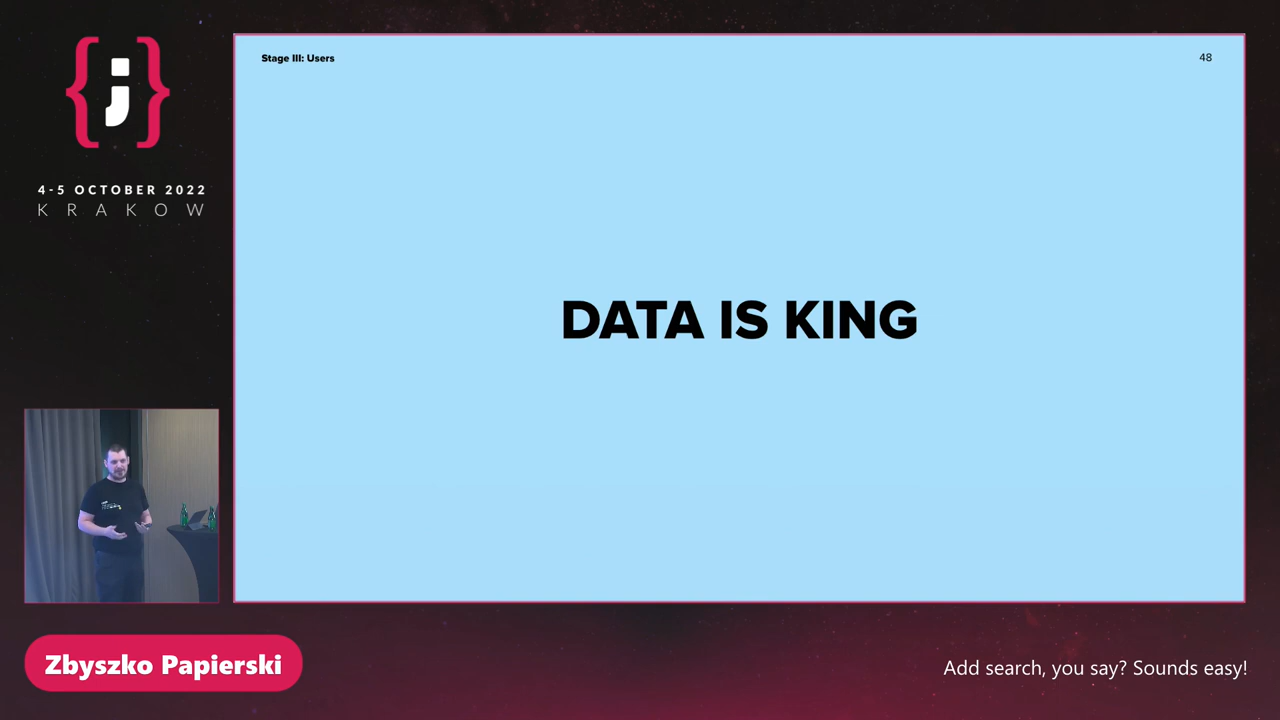 {;}
4-5 OCTOBER 2022
KRAKOW
Stage III: Users
48
DATA IS KING
Zbyszko Papierski
Add search, you say? Sounds easy!